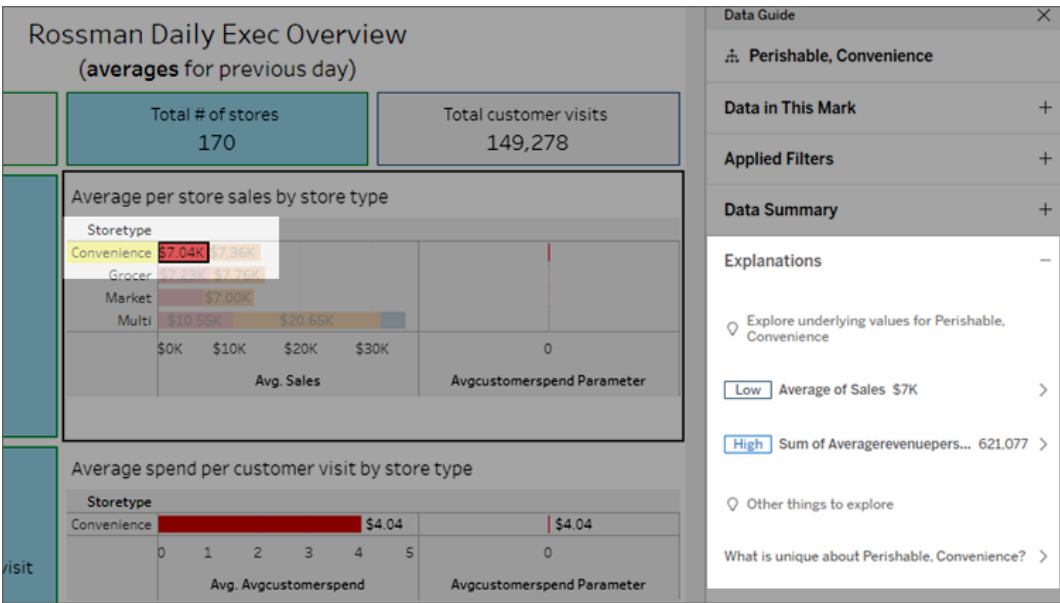 Rossman Daily Exec Overview
(averages for previous day)
Total # of stores
170
Total customer visits
149,278
Average per store sales by store type
Storetype
Convenience $7.04K $7.36K
Grocer $7.23K $7.76K
Market $7.00K
Multi $10.55K $20.65K
$0K $10K $20K $30K 0
Avg. Sales Avgcustomerspend Parameter
Average spend per customer visit by store type
Storetype
Convenience $4.04 $4.04
0 1 2 3 4 5 0
Avg. Avgcustomerspend Avgcustomerspend Parameter
visit
Data Guide
Perishable, Convenience
Data in This Mark
Applied Filters
Data Summary
Explanations
Explore underlying values for Perishable,
Convenience
Low Average of Sales $7K
High Sum of Averagerevenuepers... 621,077
Other things to explore
What is unique about Perishable, Convenience?